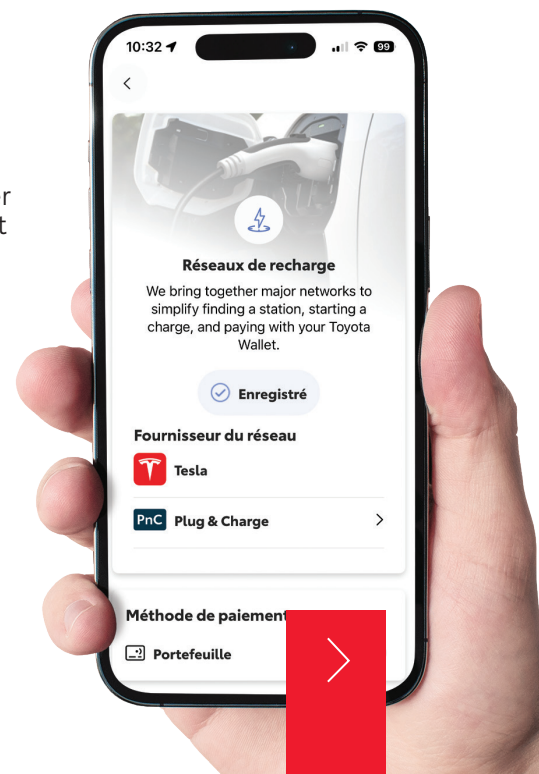 10:32
99
er
t
Réseaux de recharge
We bring together major networks to
simplify finding a station, starting a
charge, and paying with your Toyota
Wallet.
Enregistré
Fournisseur du réseau
Tesla
PnC Plug & Charge
Méthode de paiement
Portefeuille